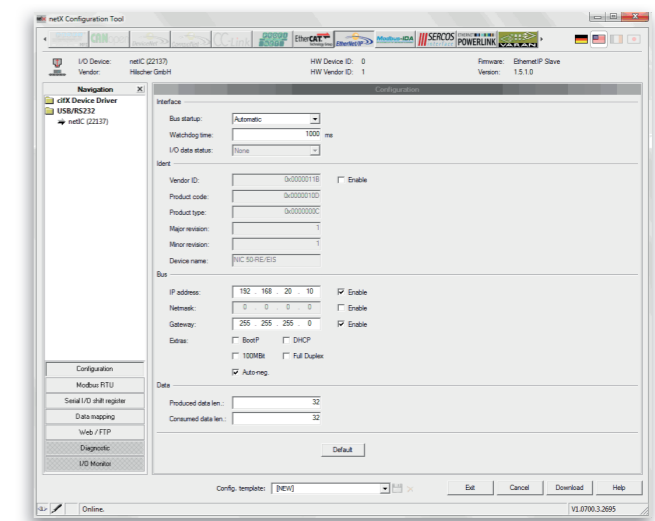 netX Configuration Tool
CC-Link
EtherCAT
EtherNet/IP
Modbus-IDA
SERCOS interface
ETHERNET POWERLINK
VARAN
I/O Device: netIC (22137) HW Device ID: 0 Firmware: EthernetIP Slave
Vendor: Hilscher GmbH HW Vendor ID: 1 Version: 1.5.1.0
Navigation x
Configuration
cifX Device Driver
USB/RS232
netIC (22137)
Interface
Bus startup: Automatic
Watchdog time: 1000 ms
I/O data status: None
Ident
Vendor ID: 0x0000011B Enable
Product code: 0x0000010D
Product type: 0x0000000C
Major revision: 1
Minor revision: 1
Device name: NIC 50-RE/EIS
Bus
IP address: 192 . 168 . 20 . 10 Enable
Netmask: 0 . 0 . 0 . 0 Enable
Gateway: 255 . 255 . 255 . 0 Enable
Extras: BootP DHCP
100MBit Full Duplex
Auto-neg.
Data
Produced data len.: 32
Consumed data len.: 32
Default
Configuration
Modbus RTU
Serial I/O shift register
Data mapping
Web / FTP
Diagnostic
I/O Monitor
Config. template: [NEW] Exit Cancel Download Help
Online. V1.0700.3.2695